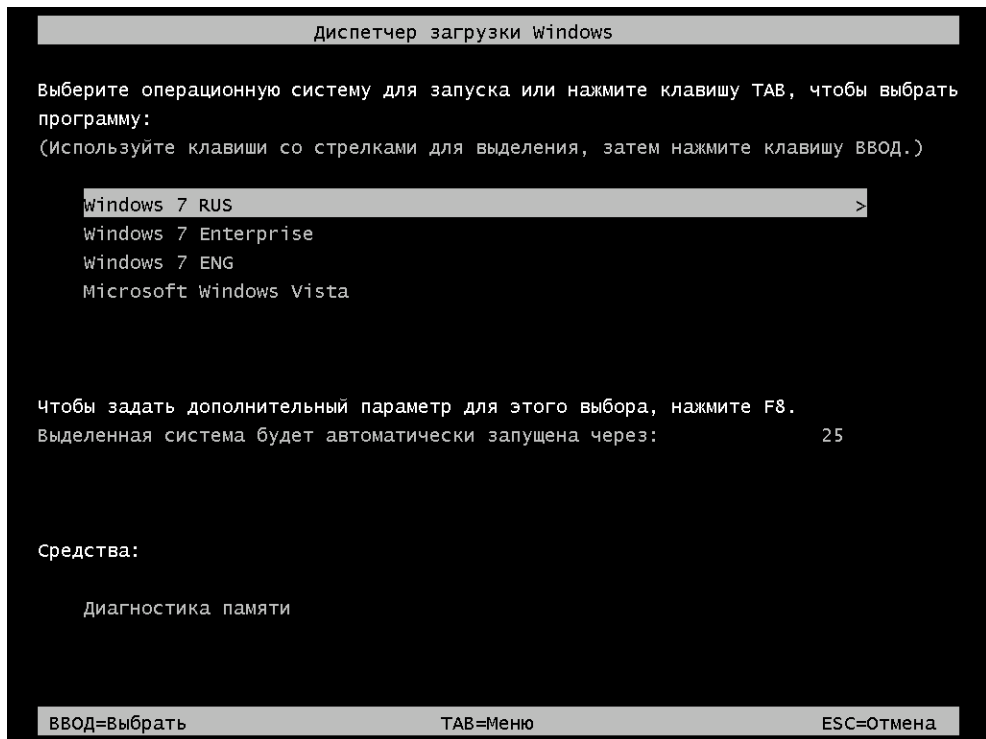 Диспетчер загрузки Windows
Выберите операционную систему для запуска или нажмите клавишу TAB, чтобы выбрать
программу:
(Используйте клавиши со стрелками для выделения, затем нажмите клавишу ВВОД.)
Windows 7 RUS >
Windows 7 Enterprise
Windows 7 ENG
Microsoft Windows Vista
Чтобы задать дополнительный параметр для этого выбора, нажмите F8.
Выделенная система будет автоматически запущена через: 25
Средства:
Диагностика памяти
ВВОД=Выбрать TAB=Меню ESC=Отмена